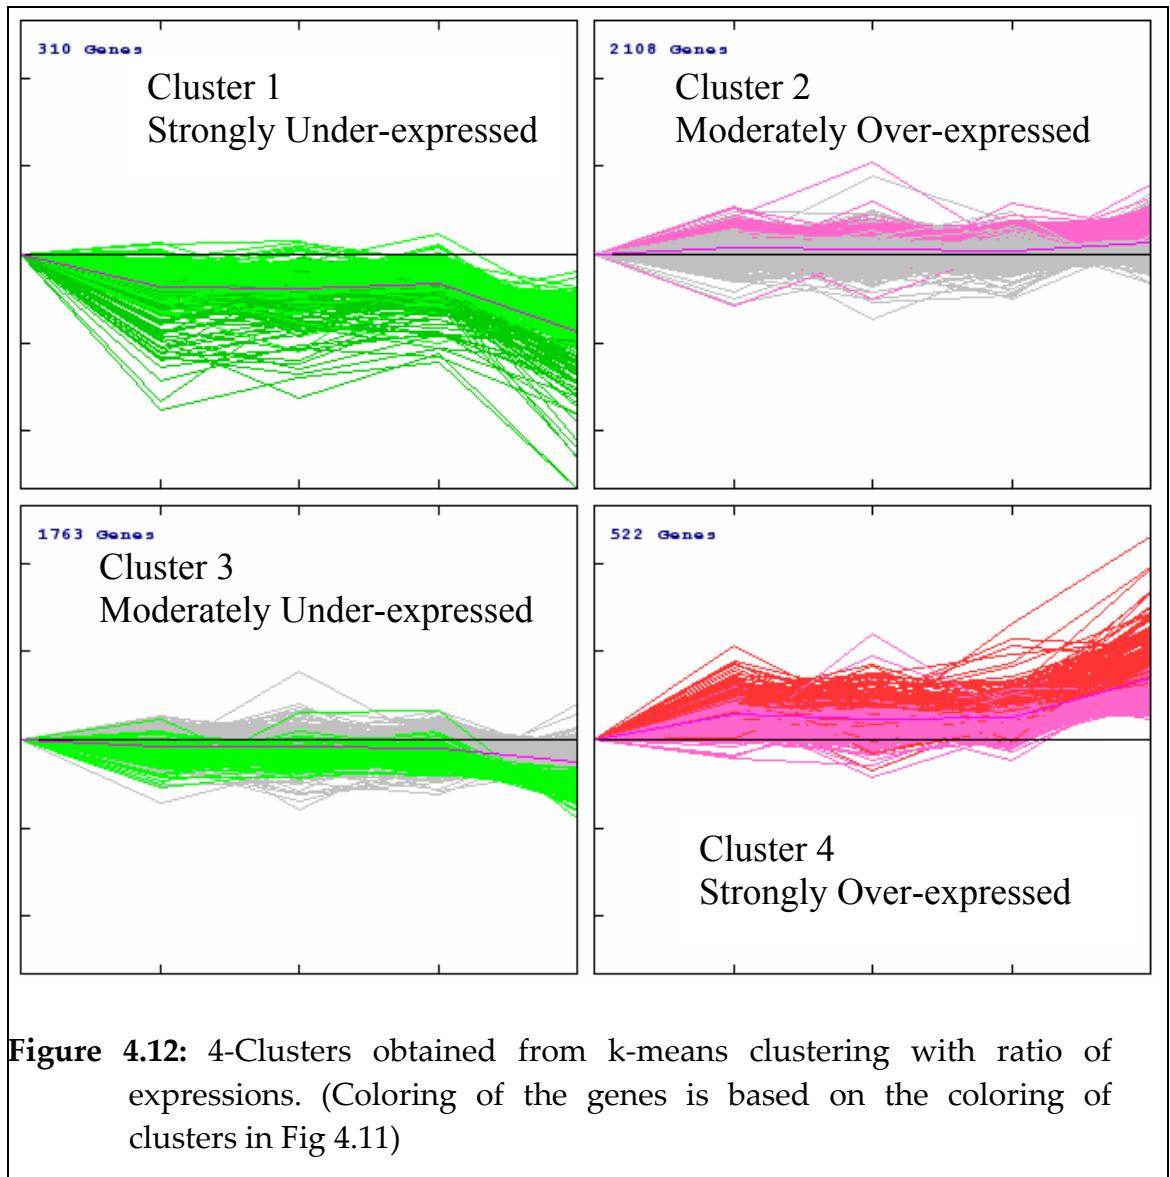 310 Genes
Cluster 1
Strongly Under-expressed
2108 Genes
Cluster 2
Moderately Over-expressed
1763 Genes
Cluster 3
Moderately Under-expressed
522 Genes
Cluster 4
Strongly Over-expressed
Figure 4.12: 4-Clusters obtained from k-means clustering with ratio of
expressions. (Coloring of the genes is based on the coloring of
clusters in Fig 4.11)